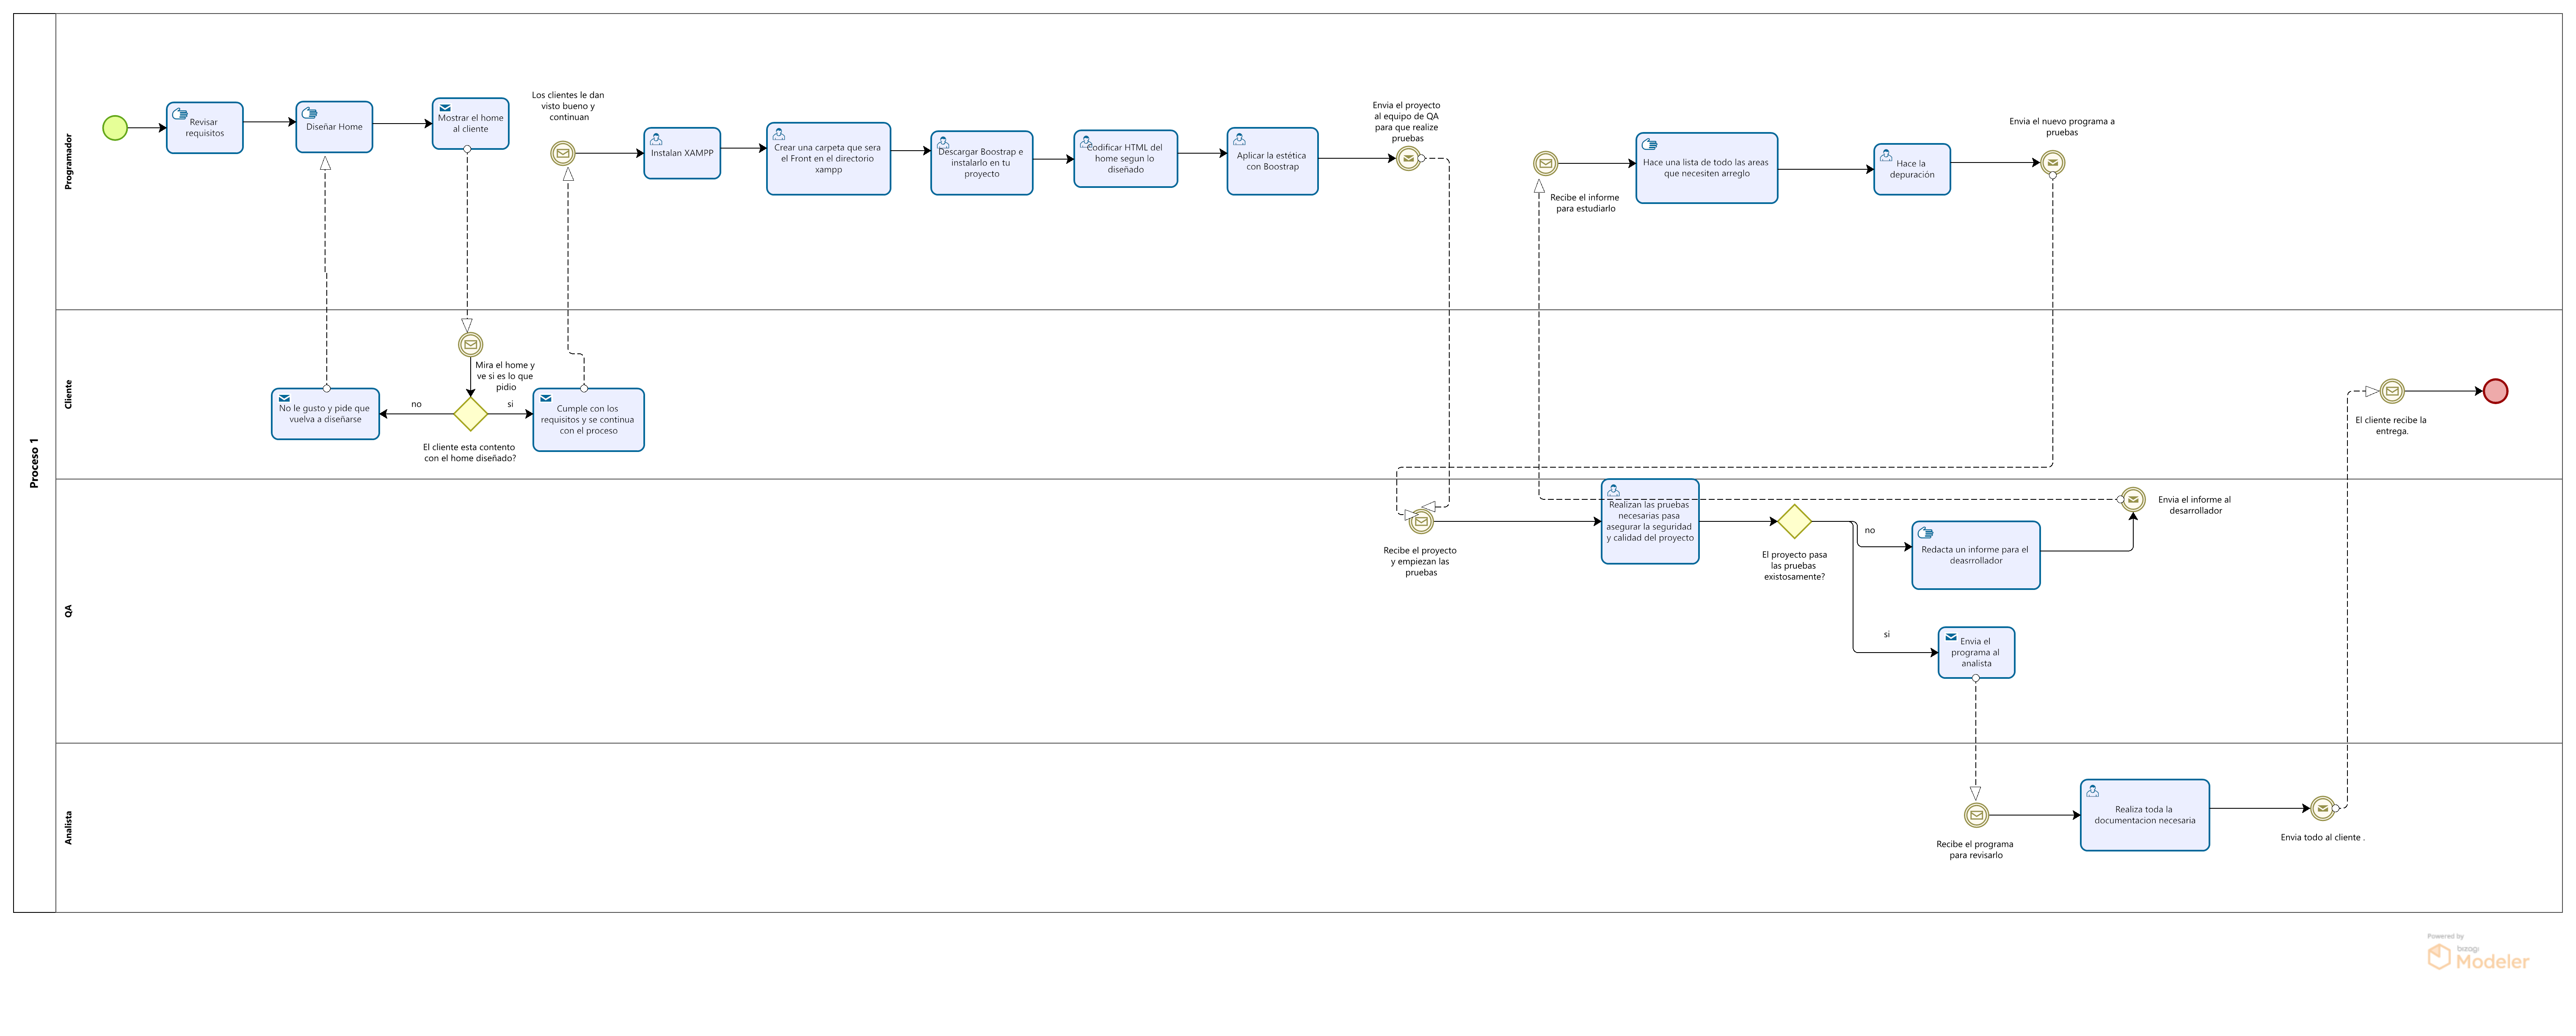 Proceso 1
Programador
Revisar
requisitos
Diseñar Home
Mostrar el home
al cliente
Los clientes le dan
visto bueno y
continuan
Instalan XAMPP
Crear una carpeta que sera
el Front en el directorio
xampp
Descargar Boostrap e
instalarlo en tu
proyecto
Codificar HTML del
home segun lo
diseñado
Aplicar la estética
con Boostrap
Envia el proyecto
al equipo de QA
para que realize
pruebas
Recibe el informe
para estudiarlo
Hace una lista de todo las areas
que necesiten arreglo
Hace la
depuración
Envia el nuevo programa a
pruebas
Cliente
Mira el home y
ve si es lo que
pidio
No le gusto y pide que
vuelva a diseñarse
no
si
Cumple con los
requisitos y se continua
con el proceso
El cliente esta contento
con el home diseñado?
El cliente recibe la
entrega.
QA
Recibe el proyecto
y empiezan las
pruebas
Realizan las pruebas
necesarias pasa
asegurar la seguridad
y calidad del proyecto
El proyecto pasa
las pruebas
existosamente?
no
Redacta un informe para el
deasrrollador
Envia el informe al
desarrollador
si
Envia el
programa al
analista
Analista
Recibe el programa
para revisarlo
Realiza toda la
documentacion necesaria
Envia todo al cliente .
Powered by
bizagi
Modeler